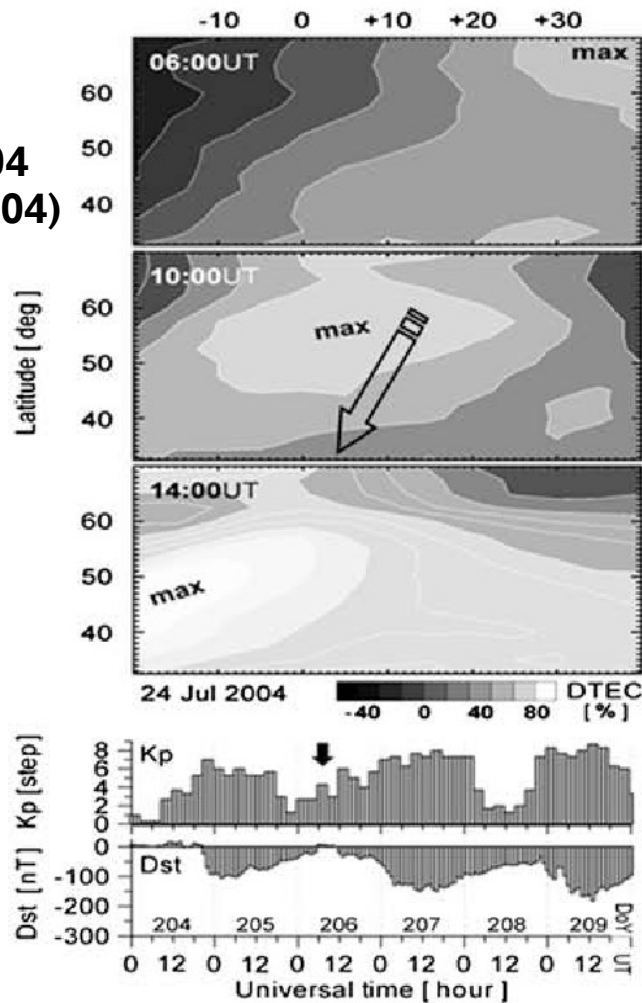 -10 0 +10 +20 +30
06:00UT max
60
50
40
04
04)
10:00UT
max
60
50
40
Latitude [ deg ]
14:00UT
max
60
50
40
24 Jul 2004 DTEC
-40 0 40 80 [ % ]
Kp
Kp [step]
8
6
4
2
0
Dst
Dst [nT]
0
-100
-200
-300
204 205 206 207 208 209 DoY
0 12 0 12 0 12 0 12 0 12 0 12 UT
Universal time [ hour ]